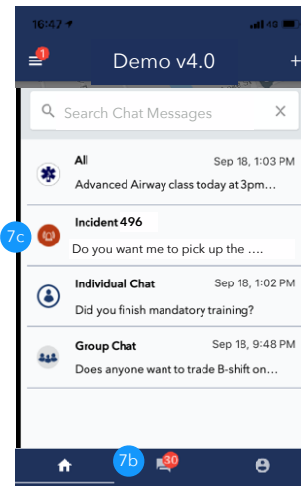 16:47
4G
1
Demo v4.0
+
Search Chat Messages ×
All Sep 18, 1:03 PM
Advanced Airway class today at 3pm...
7c
Incident 496
Do you want me to pick up the ....
Individual Chat Sep 18, 1:02 PM
Did you finish mandatory training?
Group Chat Sep 18, 9:48 PM
Does anyone want to trade B-shift on...
7b
30